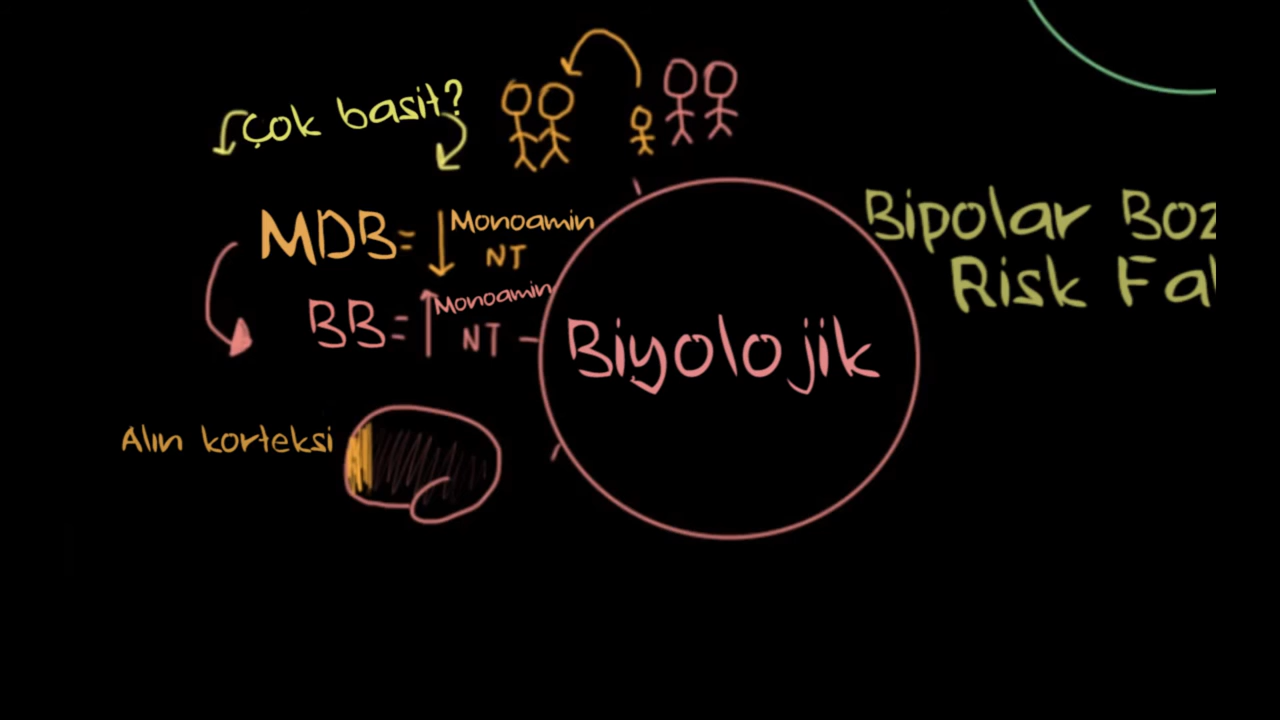 Çok basit?
MDB = ↓ Monoamin
NT
BB = ↑ Monoamin
NT
Biyolojik
Alın korteksi
Bipolar Boz
Risk Fa